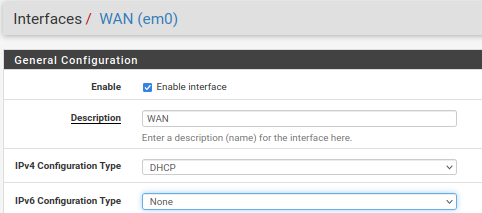 Interfaces / WAN (em0)
General Configuration
Enable Enable interface
Description WAN
Enter a description (name) for the interface here.
IPv4 Configuration Type DHCP
IPv6 Configuration Type None